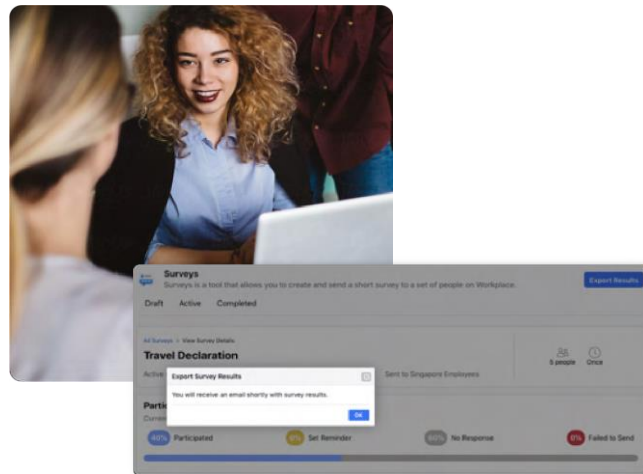 Surveys
Surveys is a tool that allows you to create and send a short survey to a set of people on Workplace.
Export Results
Draft Active Completed
All Surveys > View Survey Details
Travel Declaration
5 people Once
Active
Sent to Singapore Employees
Export Survey Results
You will receive an email shortly with survey results.
OK
40% Participated
0% Set Reminder
60% No Response
0% Failed to Send